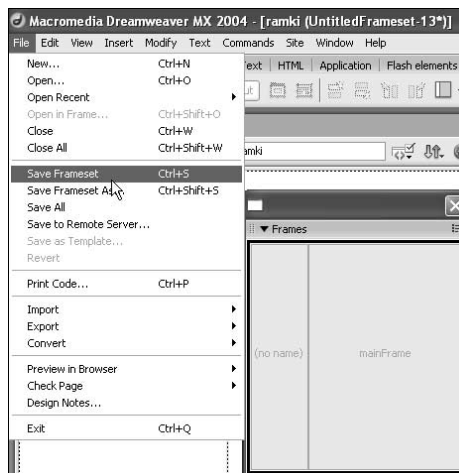 Macromedia Dreamweaver MX 2004 - [ramki (UntitledFrameset-13*)]
File Edit View Insert Modify Text Commands Site Window Help
New... Ctrl+N
Open... Ctrl+O
Open Recent
Open in Frame... Ctrl+Shift+O
Close Ctrl+W
Close All Ctrl+Shift+W
Save Frameset Ctrl+S
Save Frameset As... Ctrl+Shift+S
Save All
Save to Remote Server...
Save as Template...
Revert
Print Code... Ctrl+P
Import
Export
Convert
Preview in Browser
Check Page
Design Notes...
Exit Ctrl+Q
ext HTML Application Flash elements
ramki
Frames
(no name) mainFrame